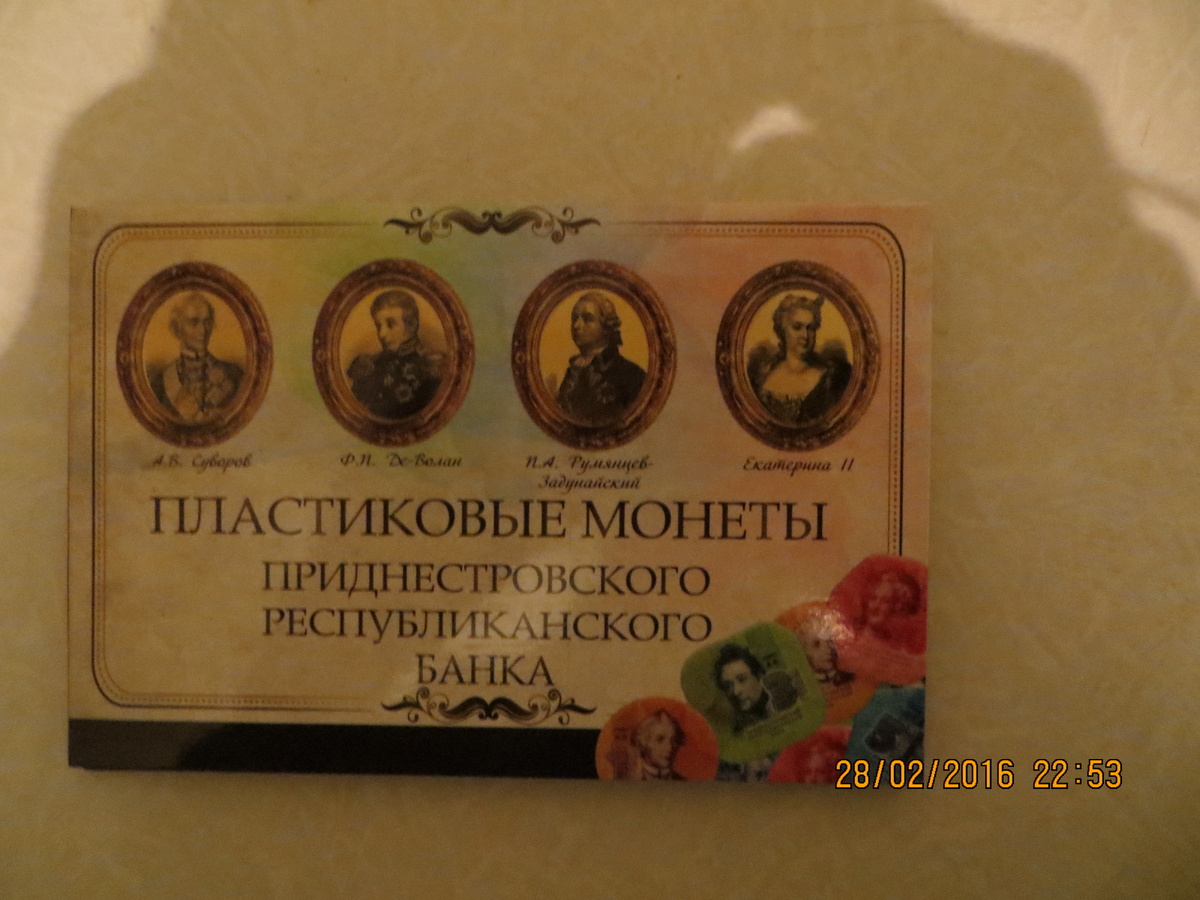 А.В. Суворов
Ф.П. Де-Волан
П.А. Румянцев-
Задунайский
Екатерина II
ПЛАСТИКОВЫЕ МОНЕТЫ
ПРИДНЕСТРОВСКОГО
РЕСПУБЛИКАНСКОГО
БАНКА
28/02/2016 22:53